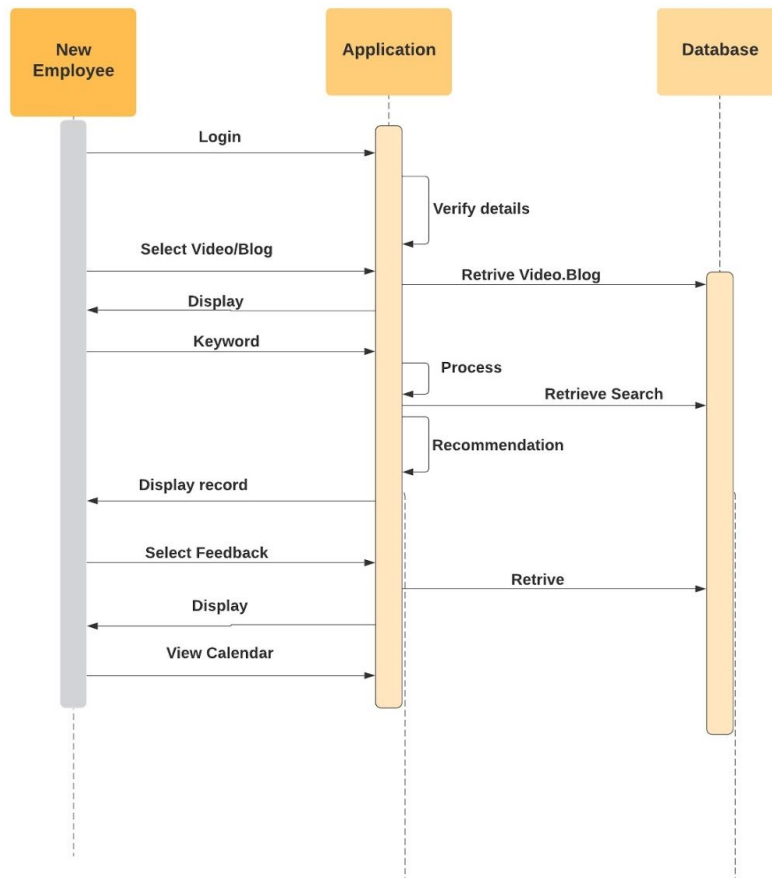 New
Employee
Application
Database
Login
Verify details
Select Video/Blog
Retrive Video.Blog
Display
Keyword
Process
Retrieve Search
Recommendation
Display record
Select Feedback
Retrive
Display
View Calendar